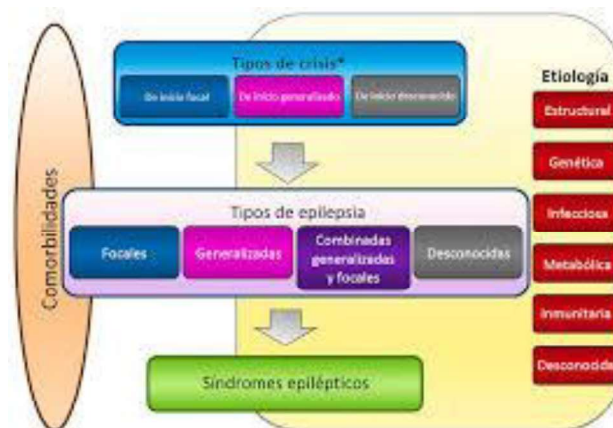 Tipos de crisis*
De inicio focal
De inicio generalizado
De inicio desconocido
Etiología
Estructural
Genética
Infecciosa
Metabólica
Inmunitaria
Desconocida
Comorbilidades
Tipos de epilepsia
Focales
Generalizadas
Combinadas
generalizadas
y focales
Desconocidas
Síndromes epilépticos